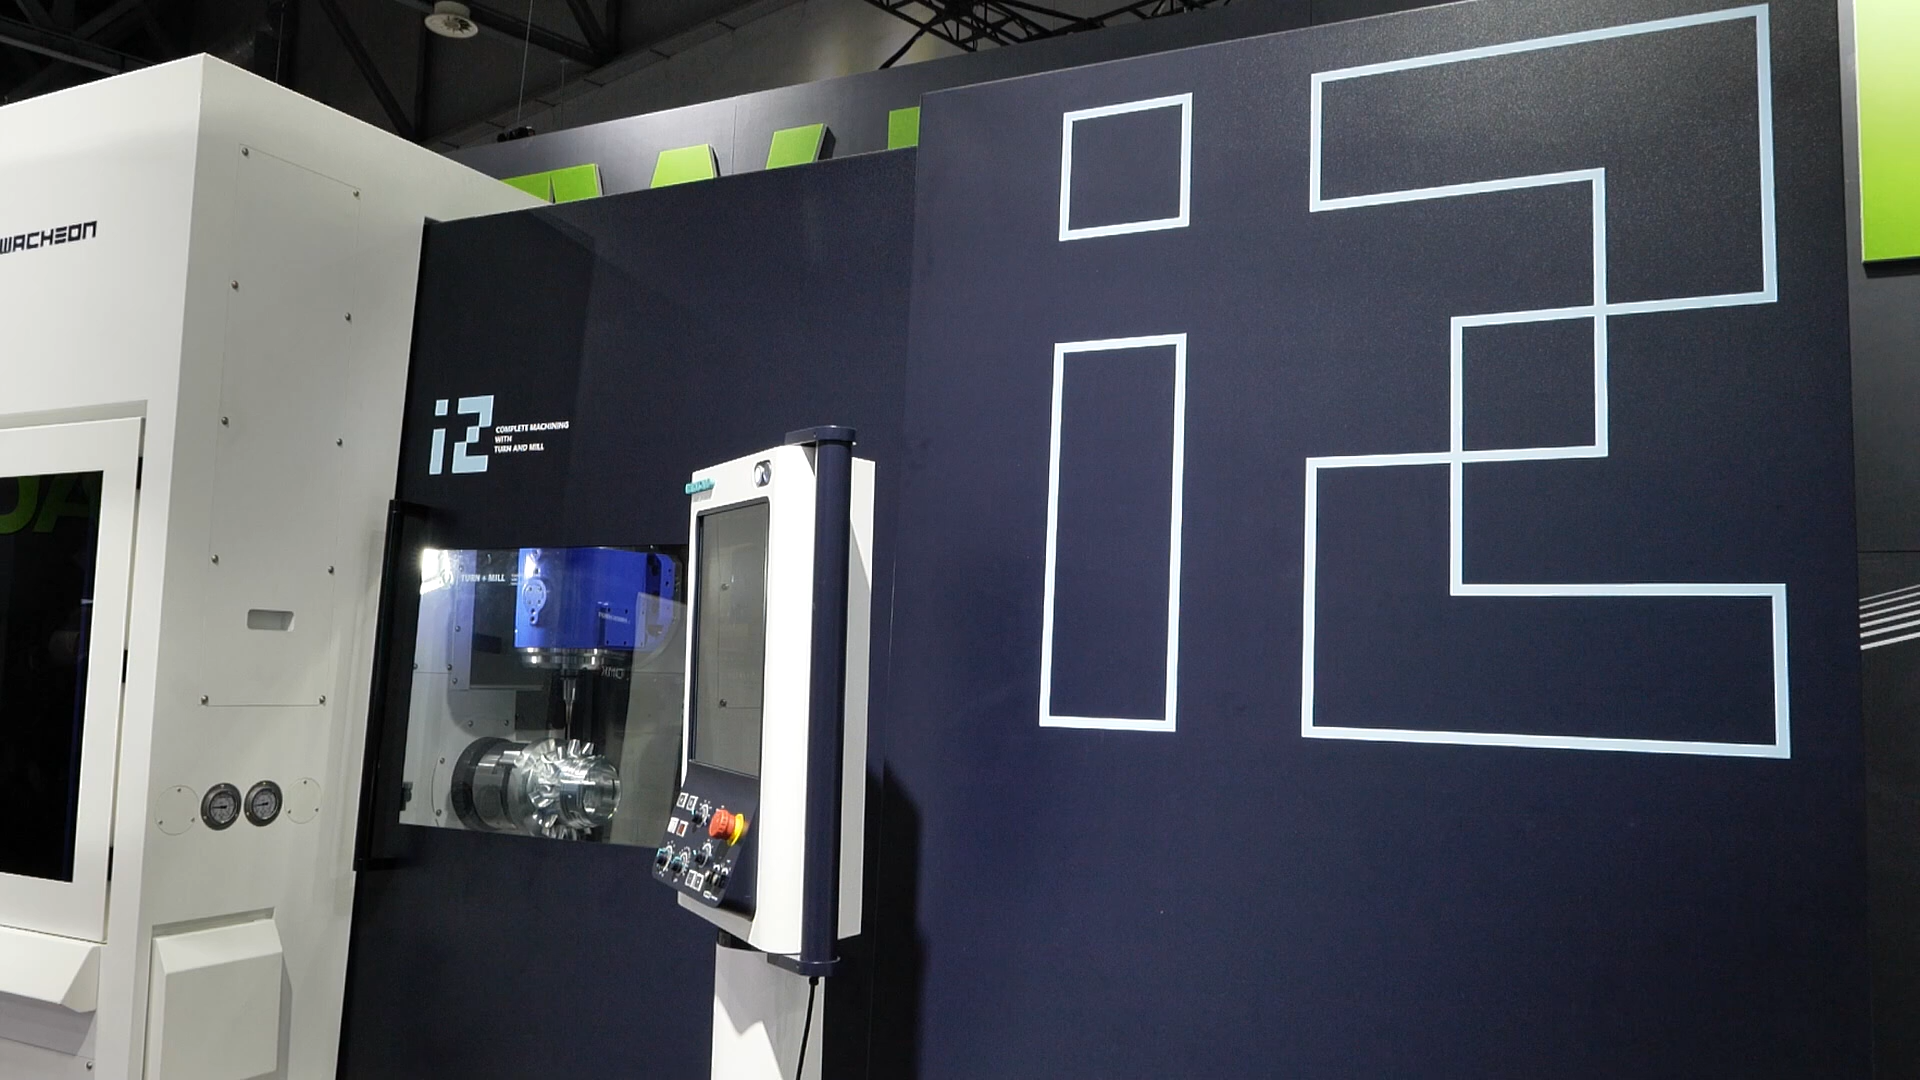 WACHEON
i2
COMPLETE MACHINING
WITH
TURN AND MILL
TURN + MILL
i2